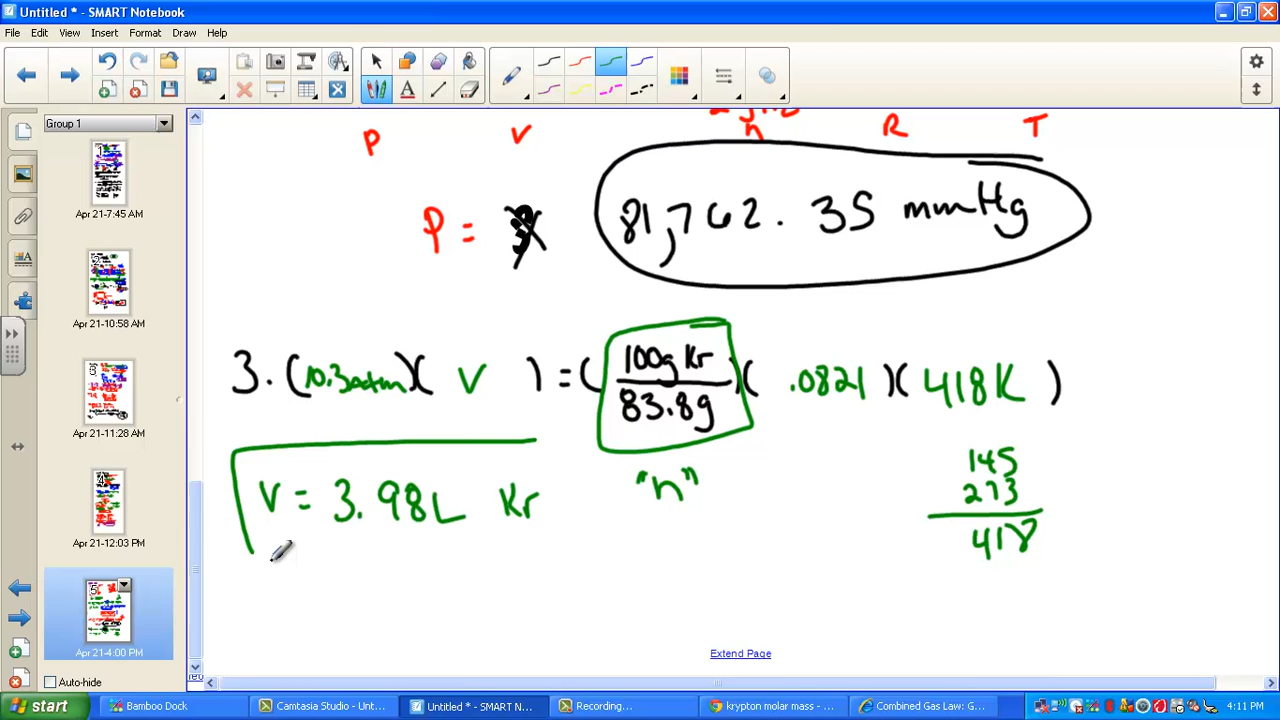 Untitled * - SMART Notebook
File Edit View Insert Format Draw Help
Group 1
Apr 21-7:45 AM
Apr 21-10:58 AM
Apr 21-11:28 AM
Apr 21-12:03 PM
Apr 21-4:00 PM
Auto-hide
P V n R T
P = 81,762.35 mmHg
3. (10.3atm)( V ) = ( 100g Kr
83.8g )( .0821 )( 418K )
"n"
145
273
418
V = 3.98L Kr
Extend Page
start
Bamboo Dock
Camtasia Studio - Unt...
Untitled * - SMART N...
Recording...
krypton molar mass - ...
Combined Gas Law: G...
4:11 PM